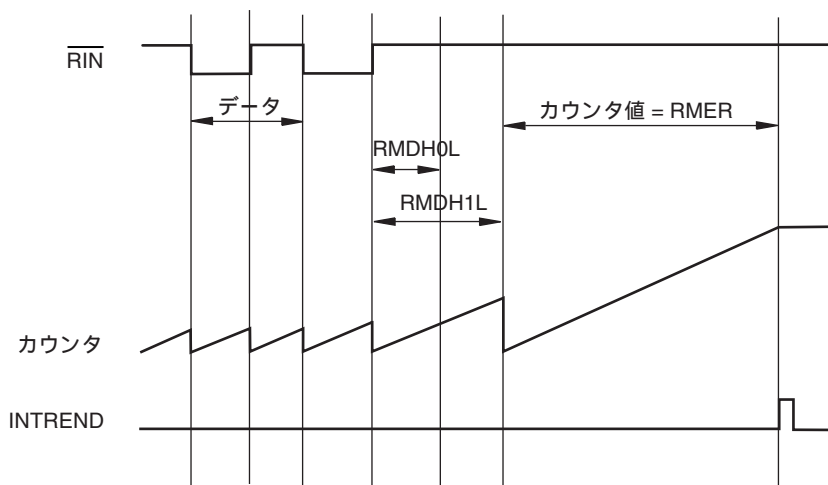 RIN
データ
カウンタ値 = RMER
RMDH0L
RMDH1L
カウンタ
INTREND